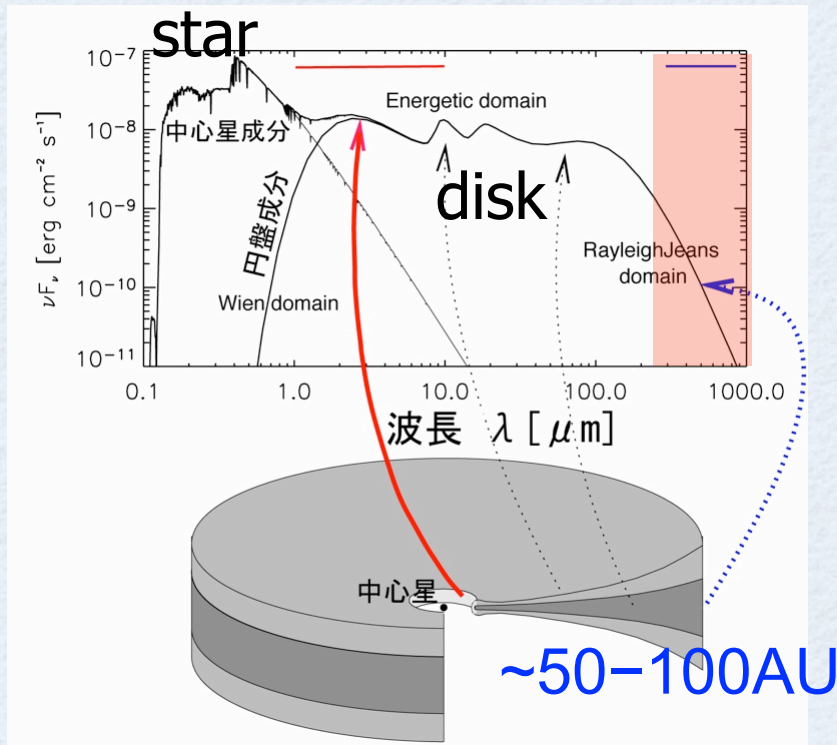 star
10⁻⁷
10⁻⁸
10⁻⁹
10⁻¹⁰
10⁻¹¹
νFᵥ [erg cm⁻² s⁻¹]
Energetic domain
中心星成分
円盤成分
disk
RayleighJeans
domain
Wien domain
0.1 1.0 10.0 100.0 1000.0
波長 λ [μm]
中心星
~50−100AU